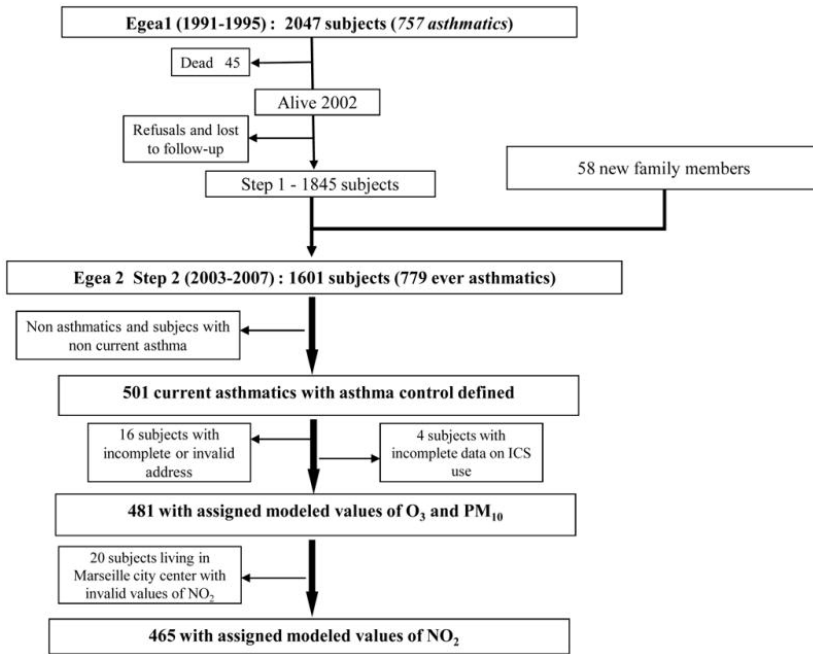 Egea1 (1991-1995) : 2047 subjects (757 asthmatics)
Dead 45
Alive 2002
Refusals and lost
to follow-up
58 new family members
Step 1 - 1845 subjects
Egea 2 Step 2 (2003-2007) : 1601 subjects (779 ever asthmatics)
Non asthmatics and subjecs with
non current asthma
501 current asthmatics with asthma control defined
16 subjects with
incomplete or invalid
address
4 subjects with
incomplete data on ICS
use
481 with assigned modeled values of O3 and PM10
20 subjects living in
Marseille city center with
invalid values of NO2
465 with assigned modeled values of NO2